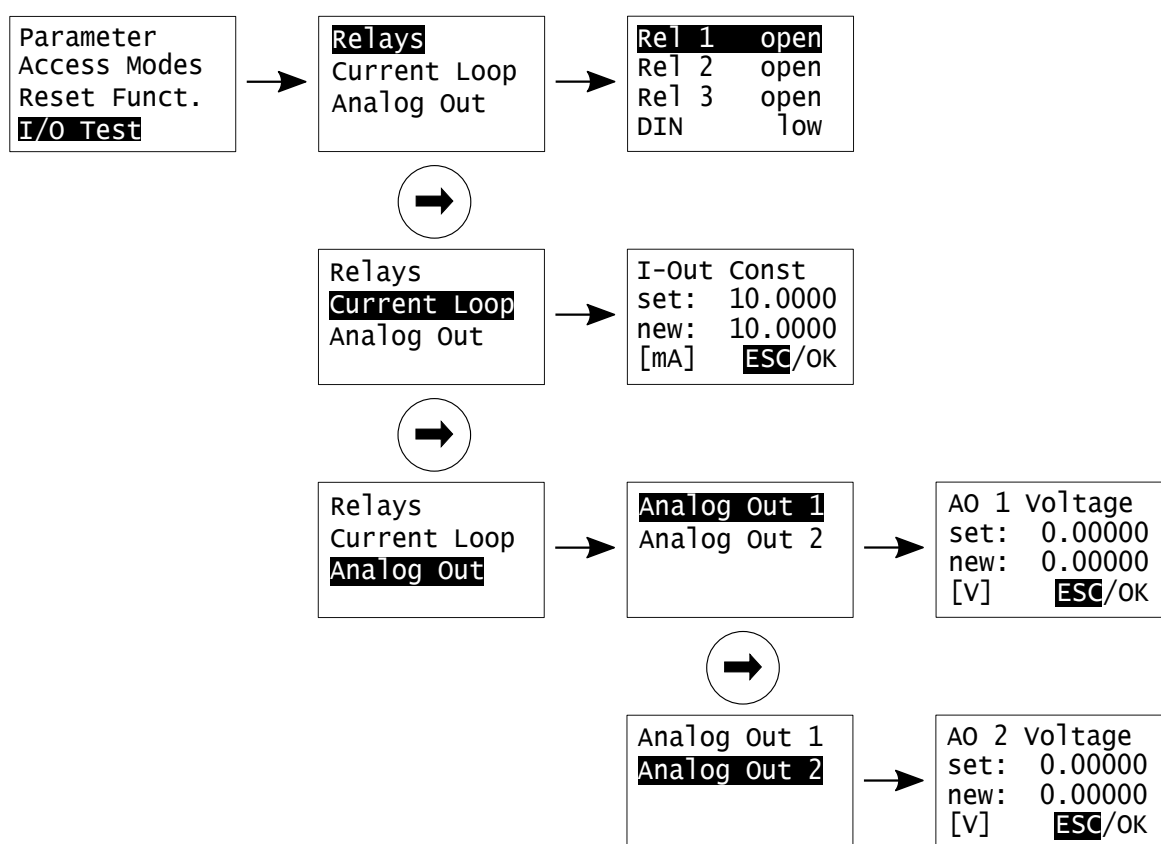 Parameter
Access Modes
Reset Funct.
I/O Test
Relays
Current Loop
Analog Out
Rel 1 open
Rel 2 open
Rel 3 open
DIN low
Relays
Current Loop
Analog Out
I-Out Const
set: 10.0000
new: 10.0000
[mA] ESC/OK
Relays
Current Loop
Analog Out
Analog Out 1
Analog Out 2
AO 1 Voltage
set: 0.00000
new: 0.00000
[V] ESC/OK
Analog Out 1
Analog Out 2
AO 2 Voltage
set: 0.00000
new: 0.00000
[V] ESC/OK